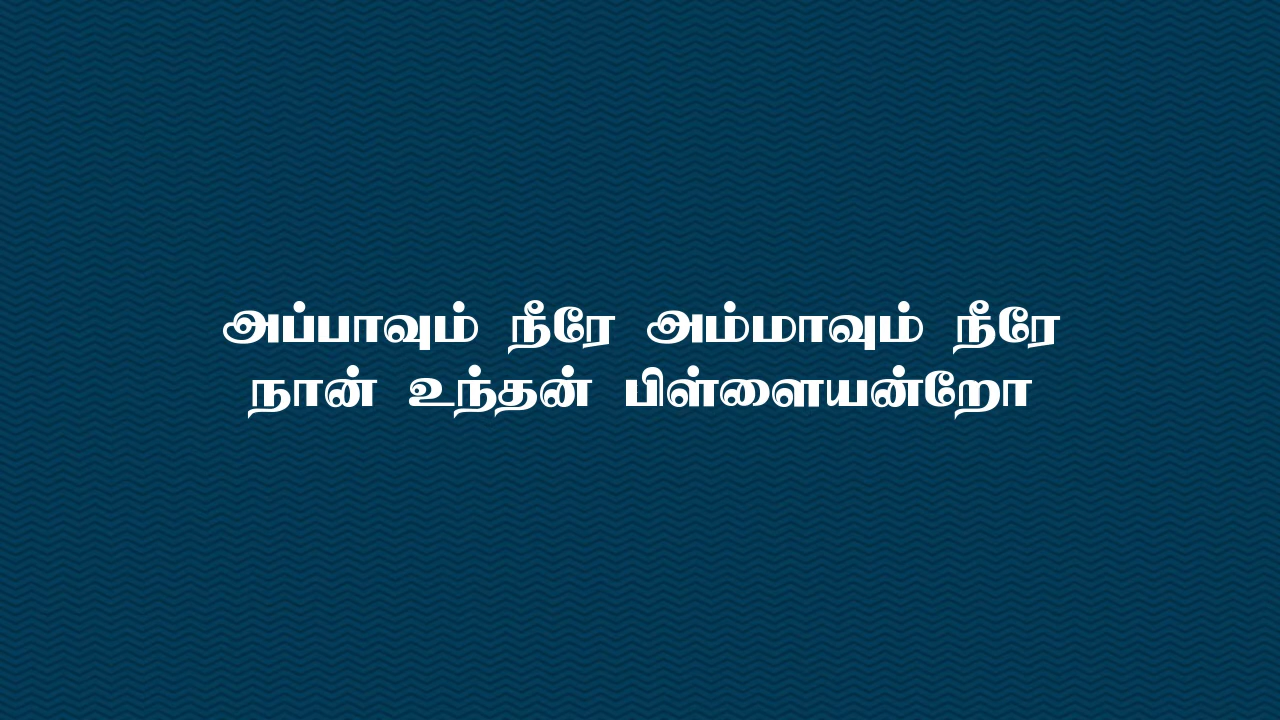 அப்பாவும் நீரே அம்மாவும் நீரே
நான் உந்தன் பிள்ளையன்றோ